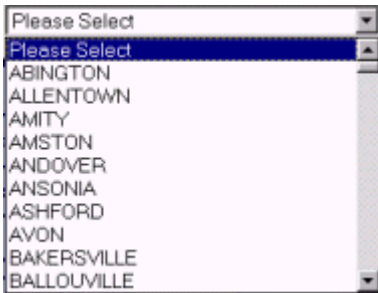 Please Select
Please Select
ABINGTON
ALLENTOWN
AMITY
AMSTON
ANDOVER
ANSONIA
ASHFORD
AVON
BAKERSVILLE
BALLOUVILLE